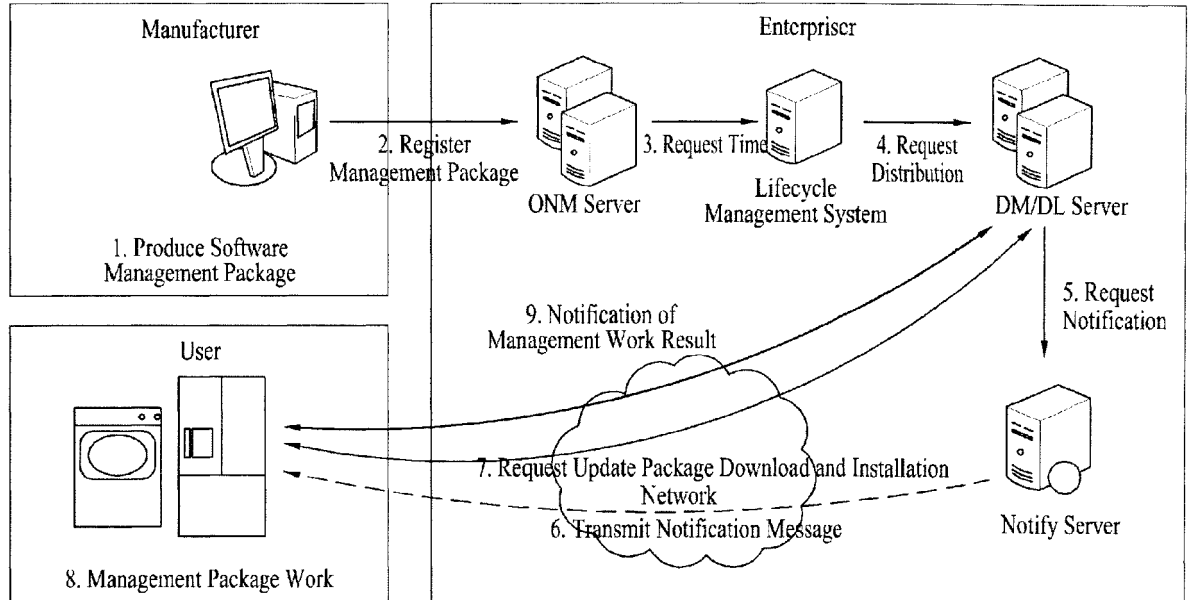 Manufacturer
Enterpriser
2. Register
Management Package
3. Request Time
4. Request
Distribution
ONM Server
Lifecycle
Management System
DM/DL Server
1. Produce Software
Management Package
5. Request
Notification
9. Notification of
Management Work Result
User
7. Request Update Package Download and Installation
Network
6. Transmit Notification Message
Notify Server
8. Management Package Work